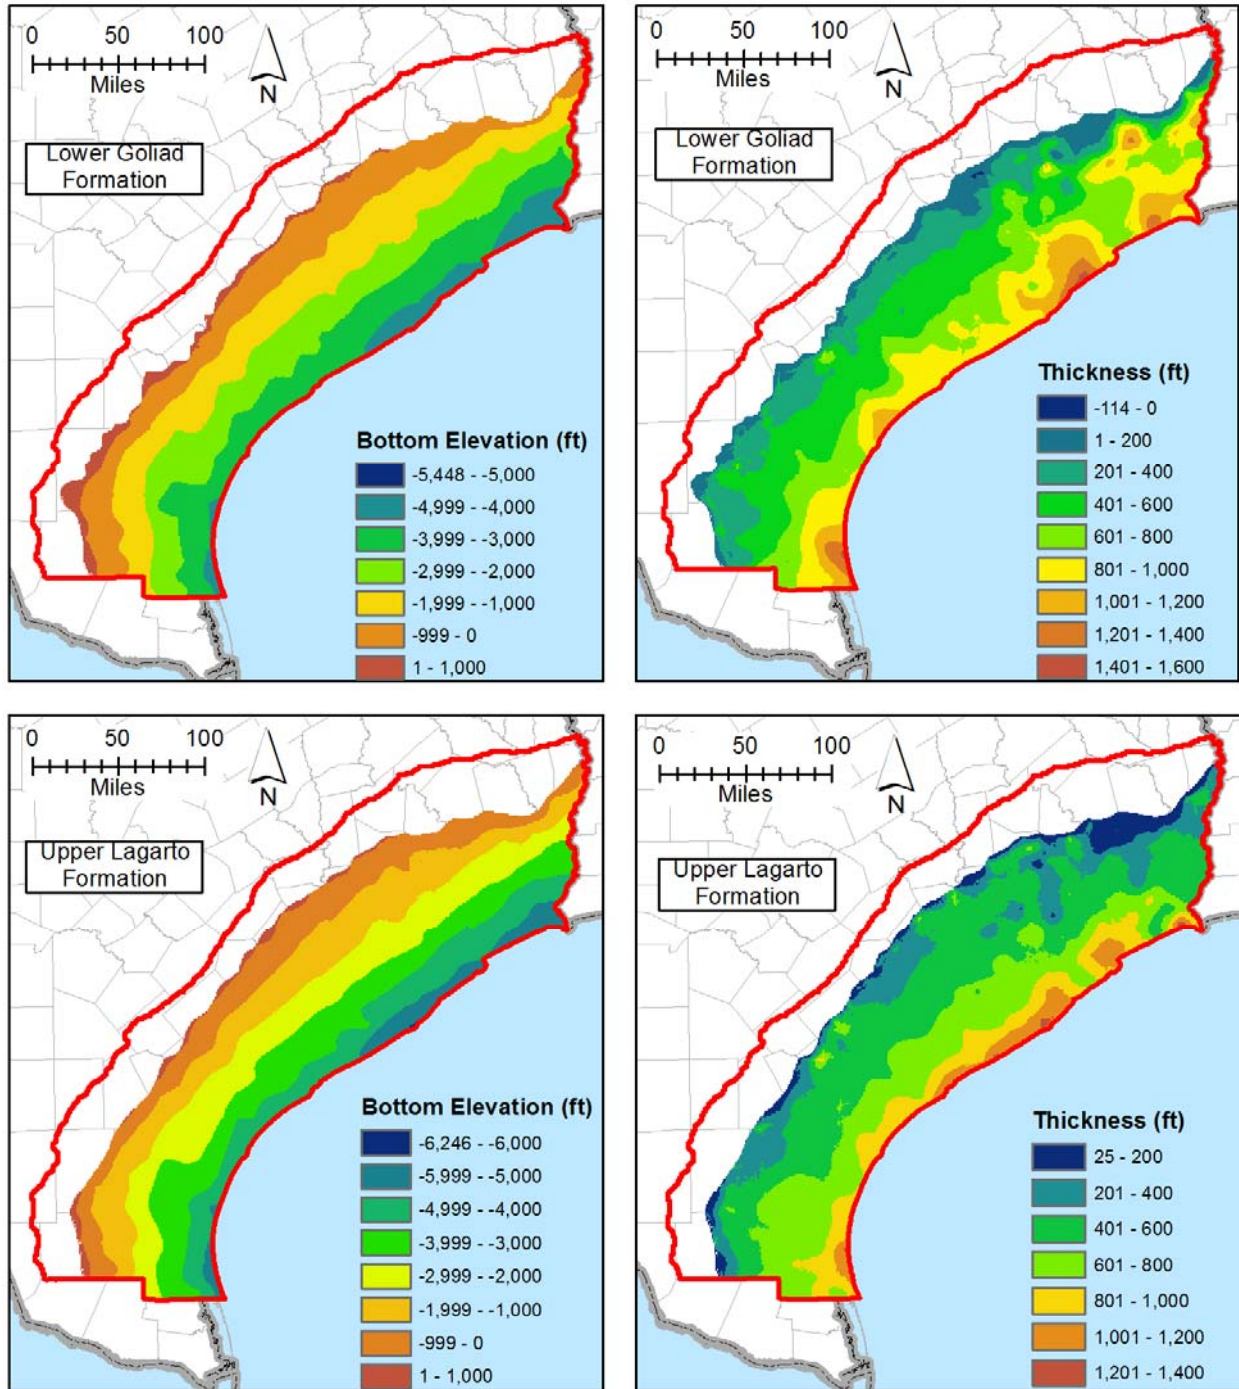 0 50 100
Miles
N
Lower Goliad
Formation
Bottom Elevation (ft)
-5,448 - -5,000
-4,999 - -4,000
-3,999 - -3,000
-2,999 - -2,000
-1,999 - -1,000
-999 - 0
1 - 1,000
0 50 100
Miles
N
Lower Goliad
Formation
Thickness (ft)
-114 - 0
1 - 200
201 - 400
401 - 600
601 - 800
801 - 1,000
1,001 - 1,200
1,201 - 1,400
1,401 - 1,600
0 50 100
Miles
N
Upper Lagarto
Formation
Bottom Elevation (ft)
-6,246 - -6,000
-5,999 - -5,000
-4,999 - -4,000
-3,999 - -3,000
-2,999 - -2,000
-1,999 - -1,000
-999 - 0
1 - 1,000
0 50 100
Miles
N
Upper Lagarto
Formation
Thickness (ft)
25 - 200
201 - 400
401 - 600
601 - 800
801 - 1,000
1,001 - 1,200
1,201 - 1,400